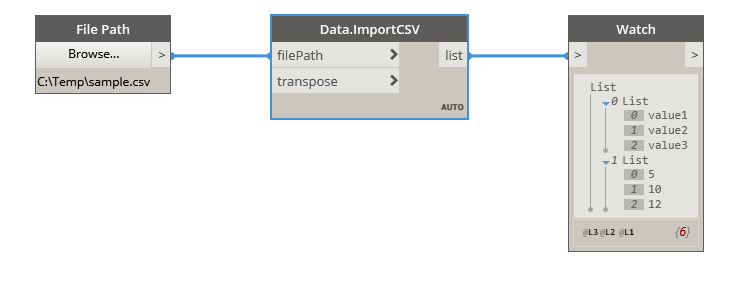 File Path
Browse...
>
C:\Temp\sample.csv
Data.ImportCSV
filePath
list
transpose
AUTO
Watch
>
>
List
0 List
0 value1
1 value2
2 value3
1 List
0 5
1 10
2 12
@L3 @L2 @L1
{6}